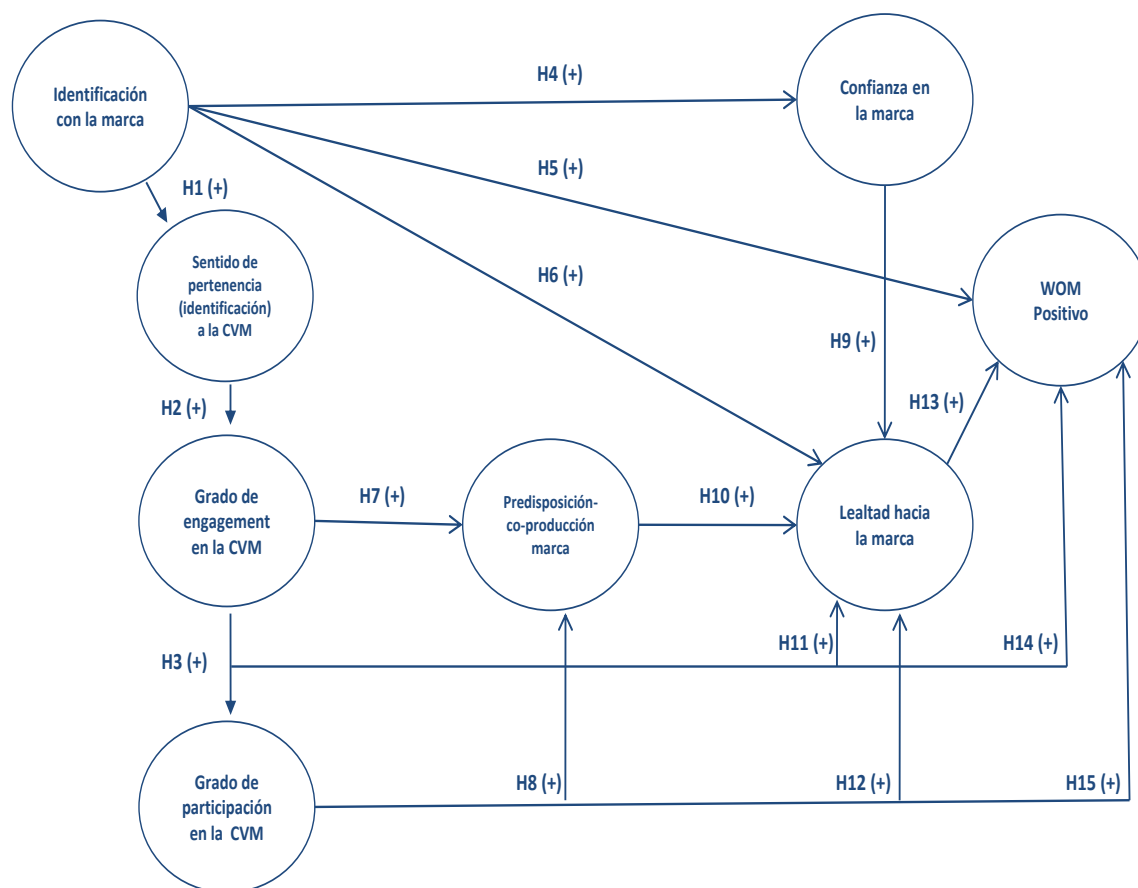 Identificación
con la marca
H4 (+)
Confianza en
la marca
H5 (+)
H1 (+)
Sentido de
pertenencia
(identificación)
a la CVM
H6 (+)
WOM
Positivo
H9 (+)
H2 (+)
H13 (+)
Grado de
engagement
en la CVM
H7 (+)
Predisposición-
co-producción
marca
H10 (+)
Lealtad hacia
la marca
H3 (+)
H11 (+)
H14 (+)
Grado de
participación
en la CVM
H8 (+)
H12 (+)
H15 (+)